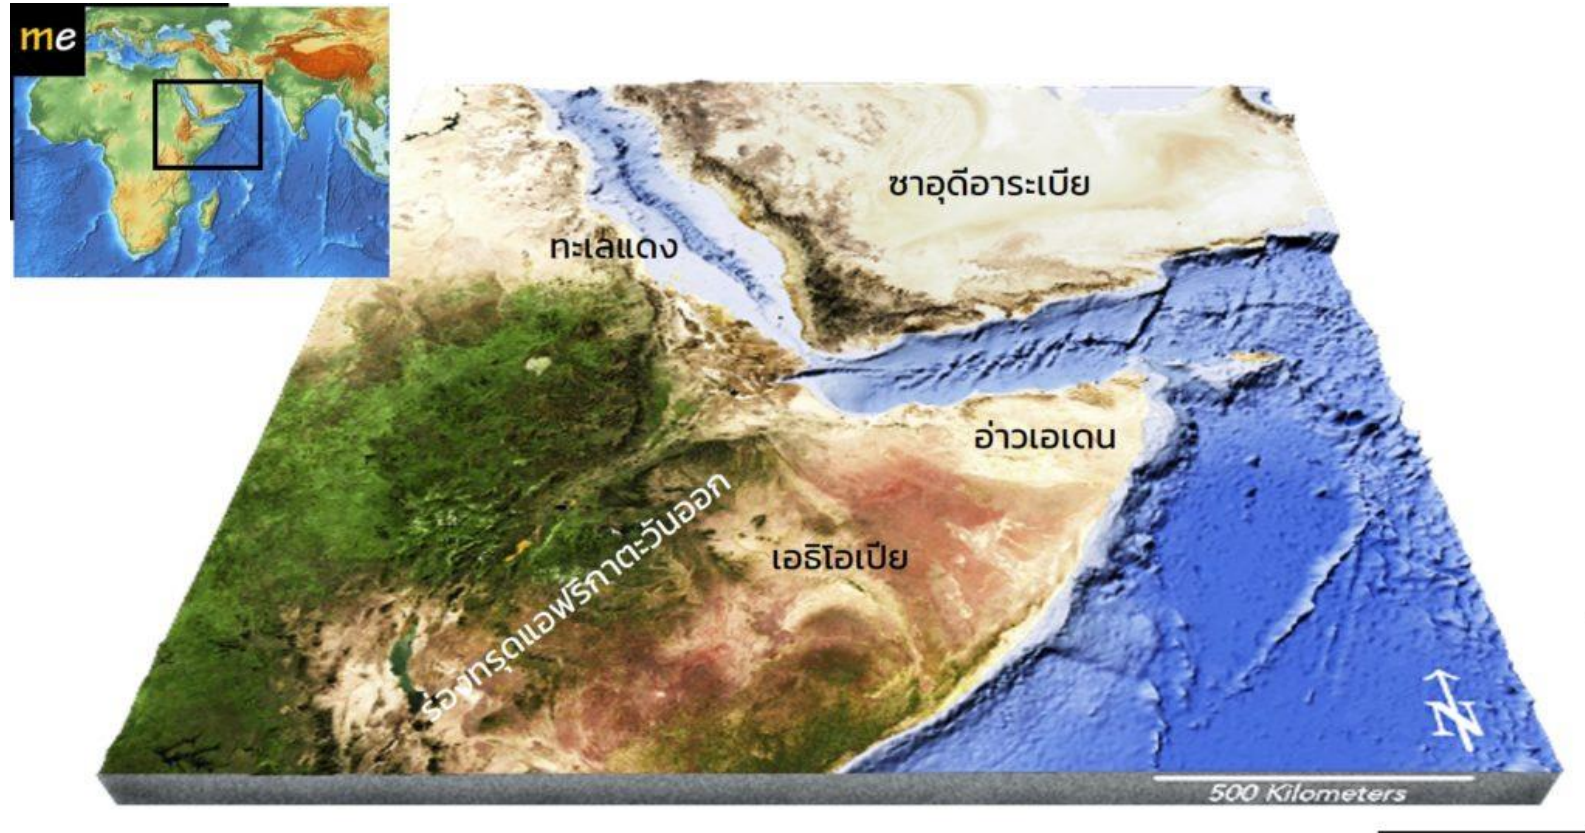 me
ซาอุดีอาระเบีย
ทะเลแดง
อ่าวเอเดน
ร่องทรุดแอฟริกาตะวันออก
เอธิโอเปีย
N
500 Kilometers